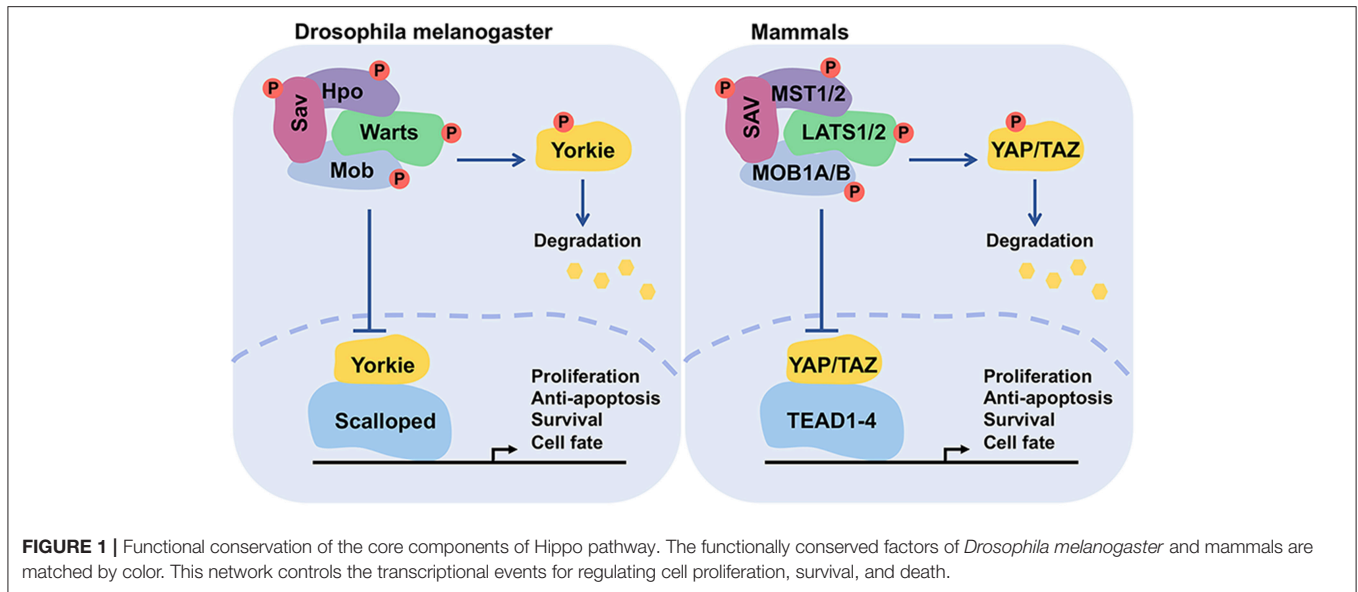 Drosophila melanogaster
P
P
Hpo
Sav
Warts
P
Mob
P
P
Yorkie
Degradation
Yorkie
Scalloped
Proliferation
Anti-apoptosis
Survival
Cell fate
Mammals
P
P
MST1/2
SAV
LATS1/2
P
MOB1A/B
P
P
YAP/TAZ
Degradation
YAP/TAZ
TEAD1-4
Proliferation
Anti-apoptosis
Survival
Cell fate
FIGURE 1 | Functional conservation of the core components of Hippo pathway. The functionally conserved factors of Drosophila melanogaster and mammals are
matched by color. This network controls the transcriptional events for regulating cell proliferation, survival, and death.